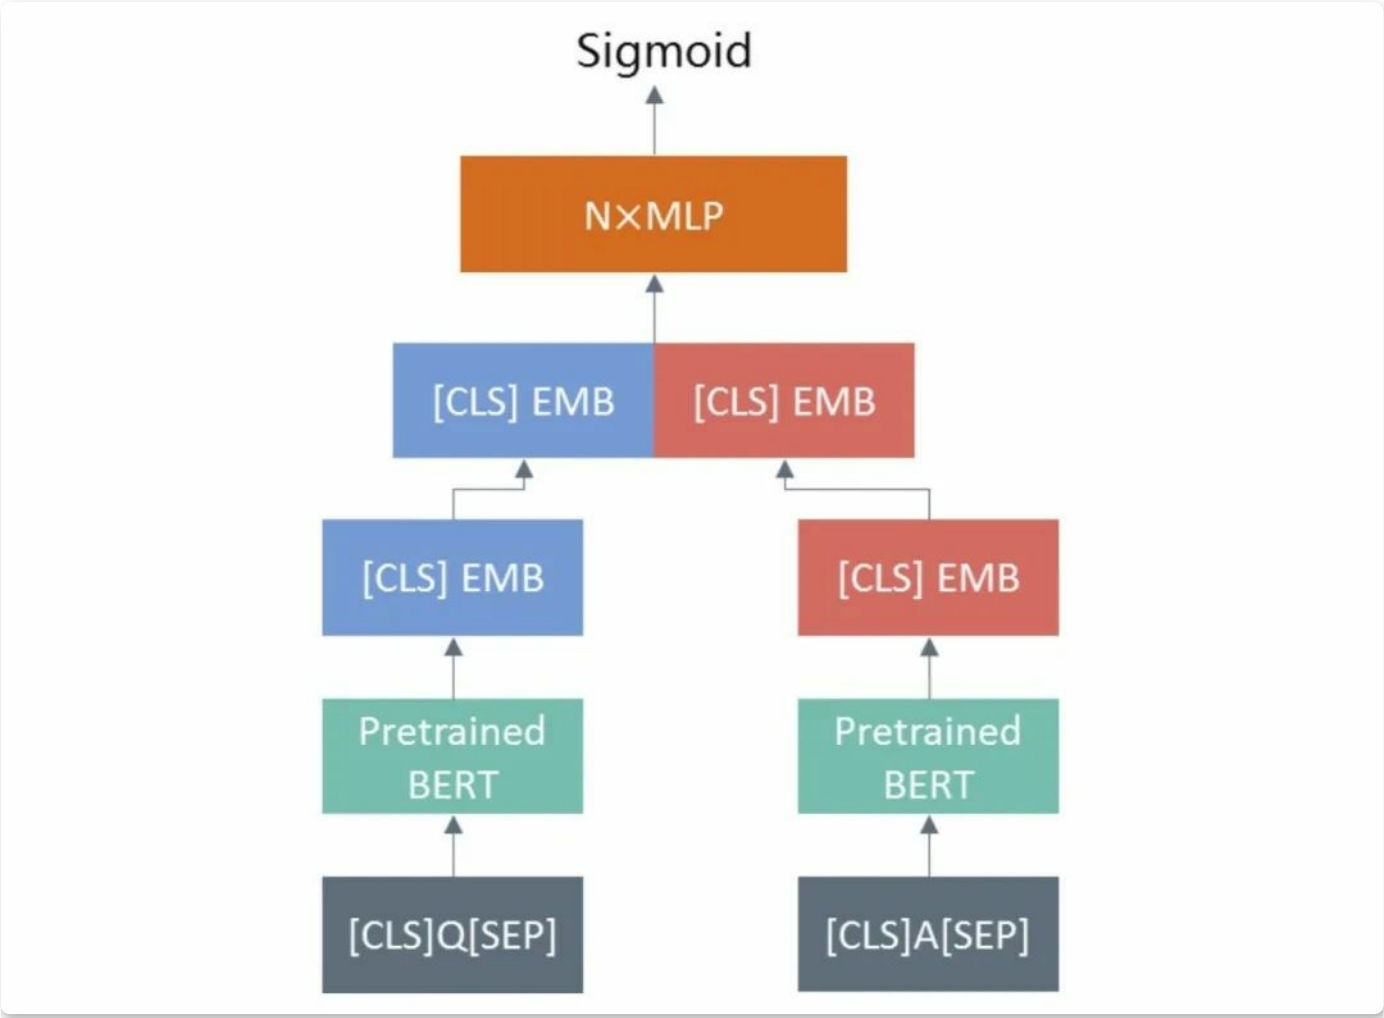 Sigmoid
N×MLP
[CLS] EMB
[CLS] EMB
[CLS] EMB
[CLS] EMB
Pretrained
BERT
Pretrained
BERT
[CLS]Q[SEP]
[CLS]A[SEP]